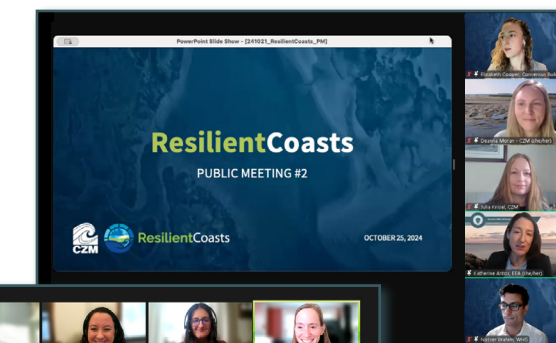 PowerPoint Slide Show - [241021_ResilientCoasts_PM]
ResilientCoasts
PUBLIC MEETING #2
CZM
ResilientCoasts
OCTOBER 25, 2024
Elizabeth Cooper, Consensus Buil
Deanna Moran - CZM (she/her)
Julia Knisel, CZM
Katherine Antos, EEA (she/her)